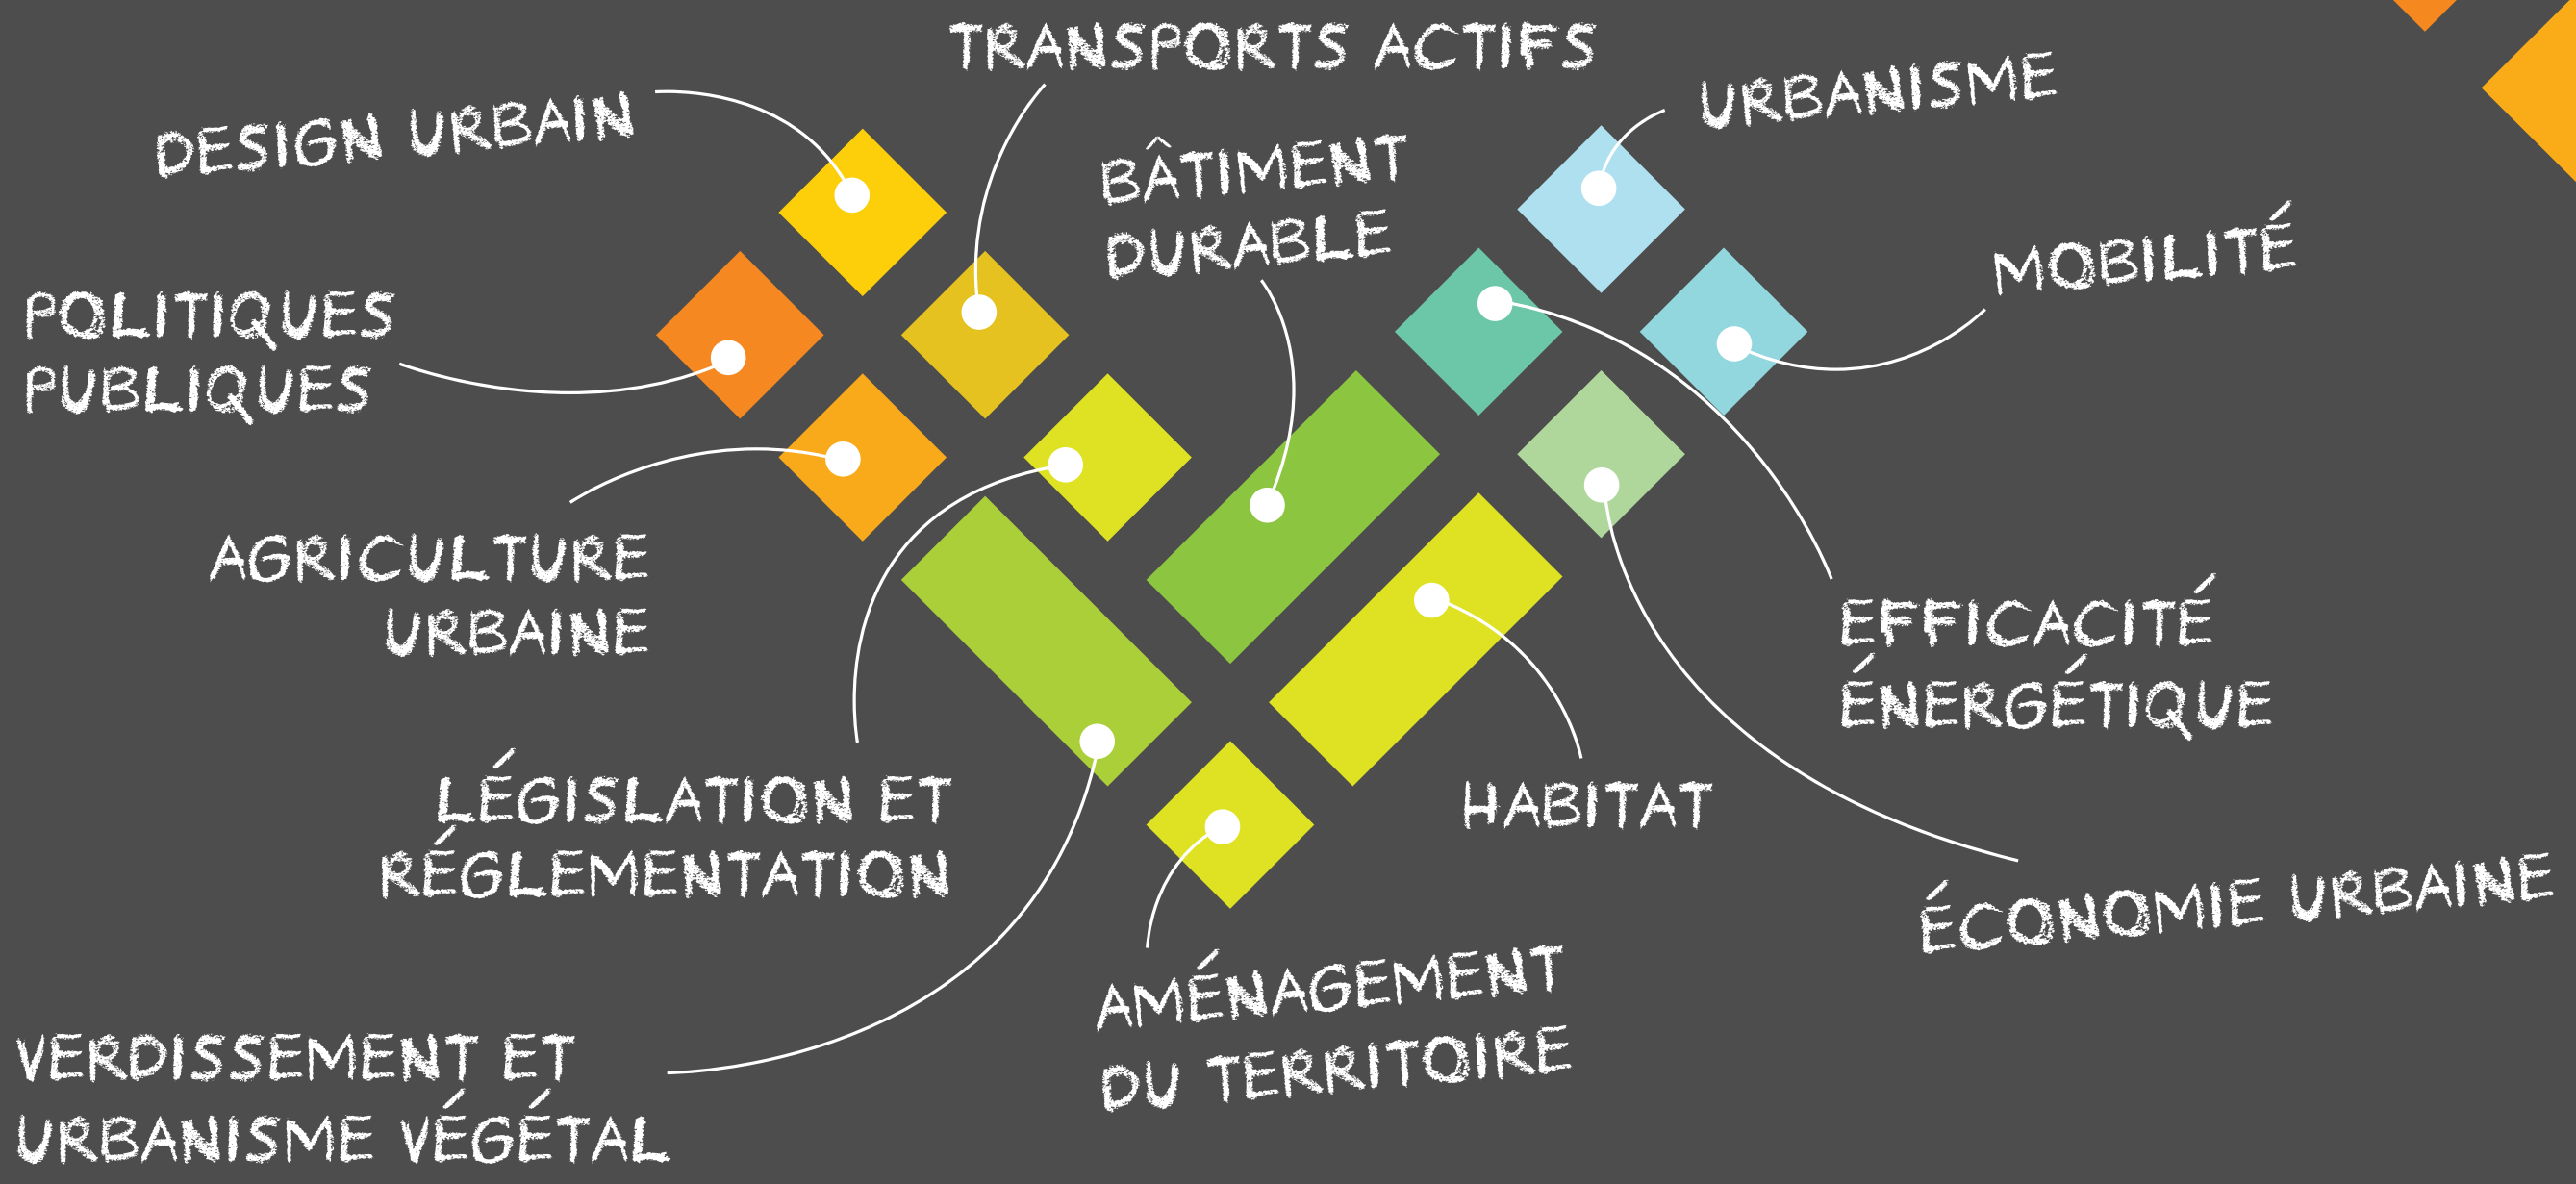 TRANSPORTS ACTIFS
DESIGN URBAIN
URBANISME
BÂTIMENT
DURABLE
MOBILITÉ
POLITIQUES
PUBLIQUES
AGRICULTURE
URBAINE
EFFICACITÉ
ÉNERGÉTIQUE
LÉGISLATION ET
RÉGLEMENTATION
HABITAT
ÉCONOMIE URBAINE
AMÉNAGEMENT
DU TERRITOIRE
VERDISSEMENT ET
URBANISME VÉGÉTAL